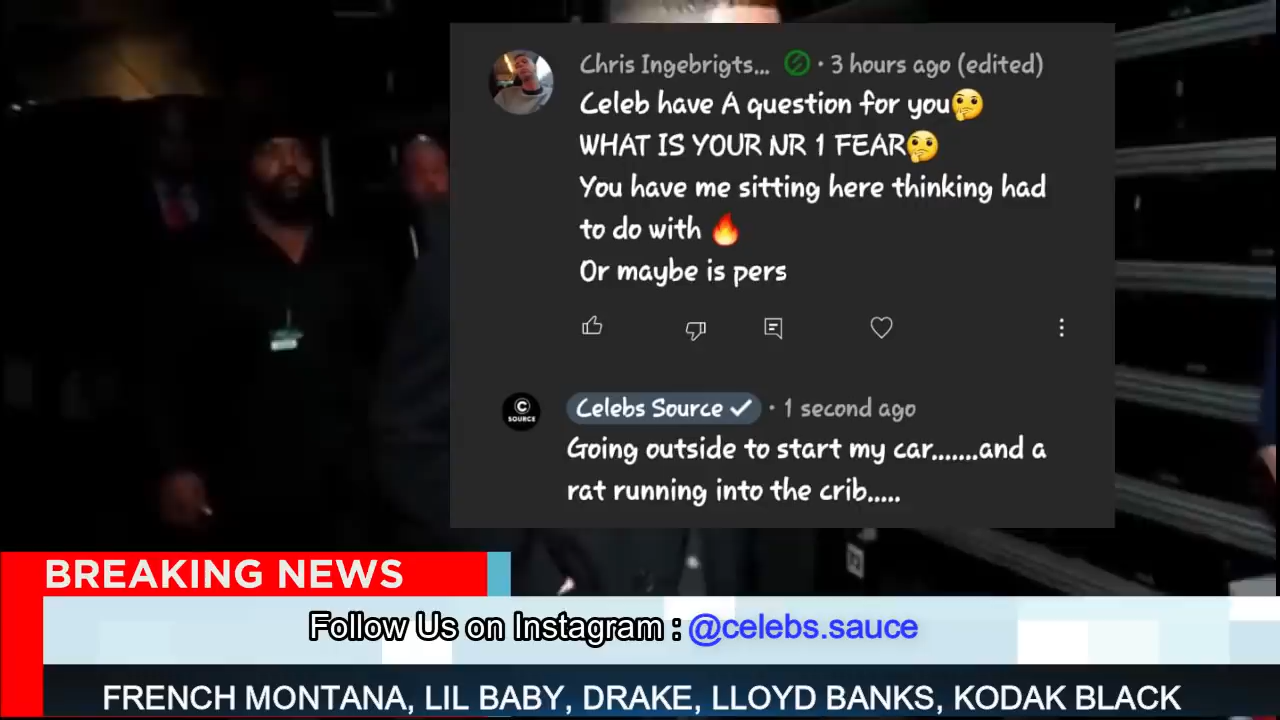 Chris Ingebrigts... • 3 hours ago (edited)
Celeb have A question for you🤔
WHAT IS YOUR NR 1 FEAR🤔
You have me sitting here thinking had
to do with 🔥
Or maybe is pers
C
SOURCE
Celebs Source ✓ • 1 second ago
Going outside to start my car.......and a
rat running into the crib.....
73
BREAKING NEWS
Follow Us on Instagram : @celebs.sauce
FRENCH MONTANA, LIL BABY, DRAKE, LLOYD BANKS, KODAK BLACK